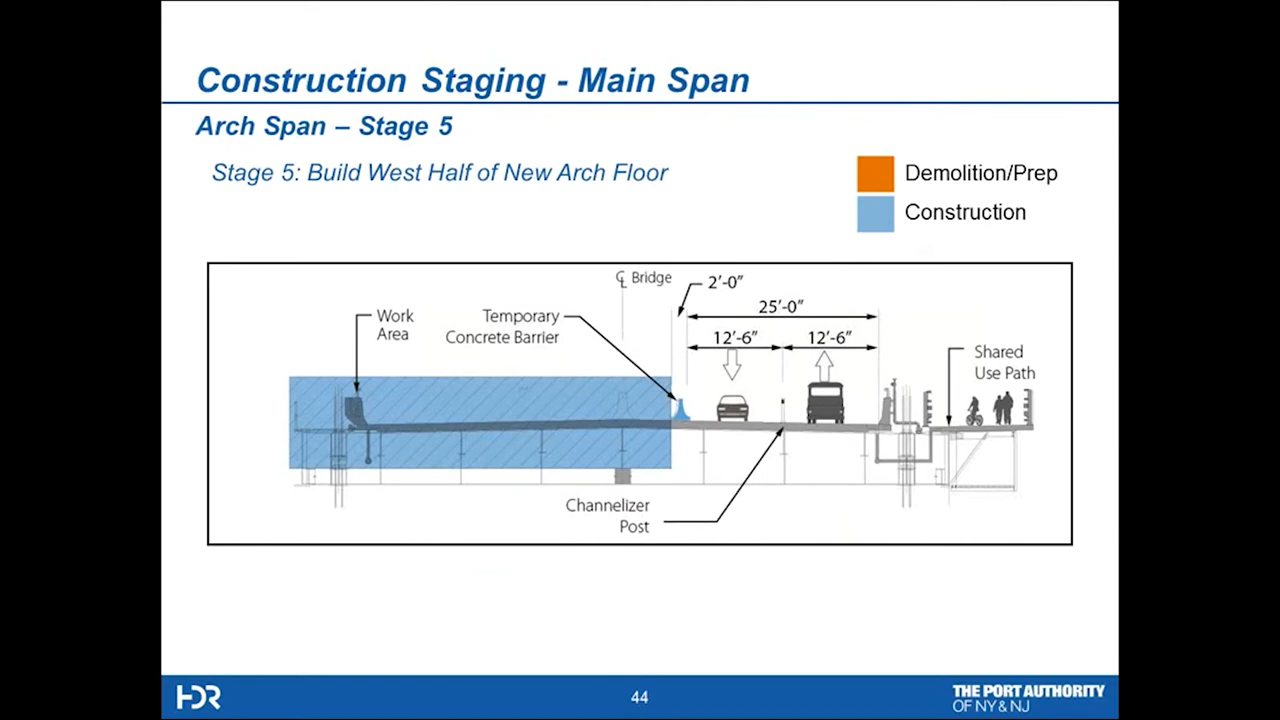 Construction Staging - Main Span
Arch Span – Stage 5
Stage 5: Build West Half of New Arch Floor
Demolition/Prep
Construction
℄ Bridge
2’-0”
25’-0”
Work
Area
Temporary
Concrete Barrier
12’-6”
12’-6”
Shared
Use Path
Channelizer
Post
HDR
44
THE PORT AUTHORITY
OF NY & NJ